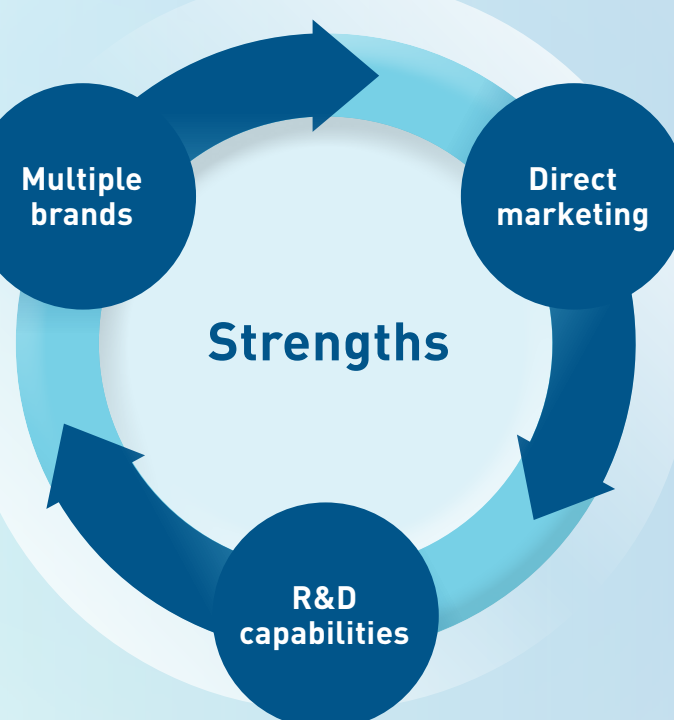 Multiple
brands
Direct
marketing
Strengths
R&D
capabilities